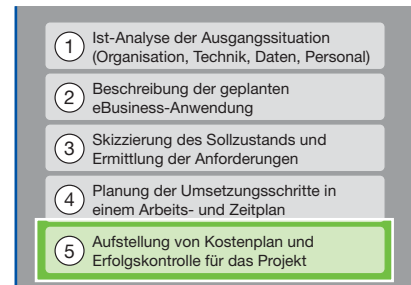 1 Ist-Analyse der Ausgangssituation
(Organisation, Technik, Daten, Personal)
2 Beschreibung der geplanten
eBusiness-Anwendung
3 Skizzierung des Sollzustands und
Ermittlung der Anforderungen
4 Planung der Umsetzungsschritte in
einem Arbeits- und Zeitplan
5 Aufstellung von Kostenplan und
Erfolgskontrolle für das Projekt